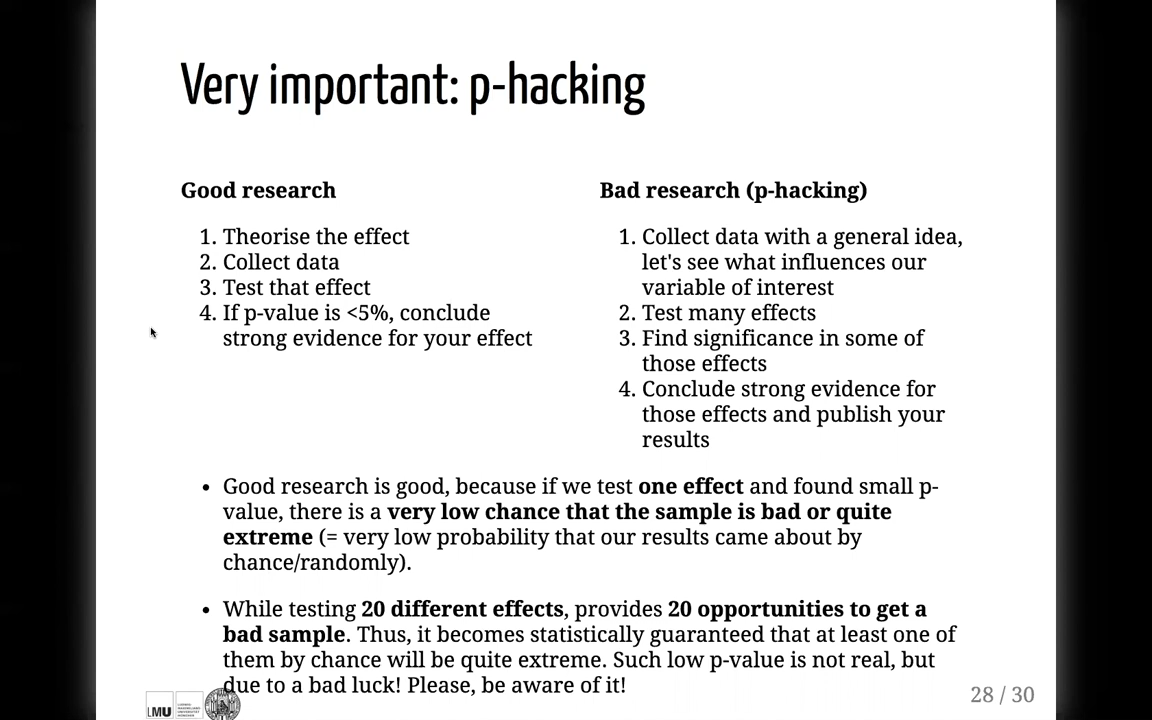 Very important: p-hacking
Good research
1. Theorise the effect
2. Collect data
3. Test that effect
4. If p-value is <5%, conclude
strong evidence for your effect
Bad research (p-hacking)
1. Collect data with a general idea,
let's see what influences our
variable of interest
2. Test many effects
3. Find significance in some of
those effects
4. Conclude strong evidence for
those effects and publish your
results
• Good research is good, because if we test one effect and found small p-
value, there is a very low chance that the sample is bad or quite
extreme (= very low probability that our results came about by
chance/randomly).
• While testing 20 different effects, provides 20 opportunities to get a
bad sample. Thus, it becomes statistically guaranteed that at least one of
them by chance will be quite extreme. Such low p-value is not real, but
due to a bad luck! Please, be aware of it!
LMU
28 / 30